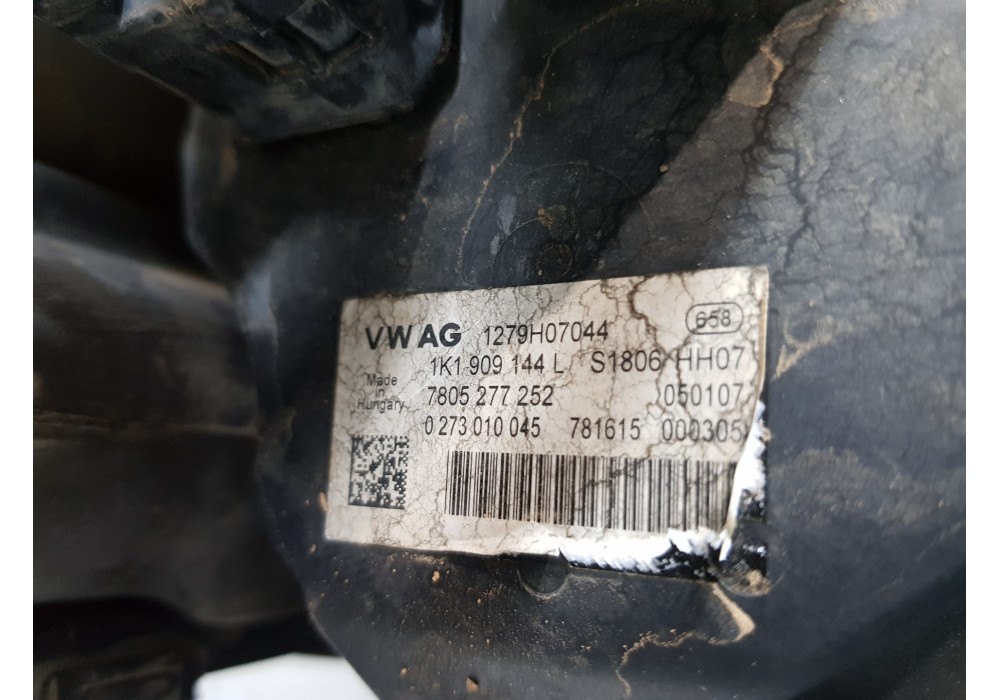 VW AG 1279H07044 658
1K1 909 144 L S1806 HH07
Made in Hungary
7805 277 252 050107
0 273 010 045 781615 000305